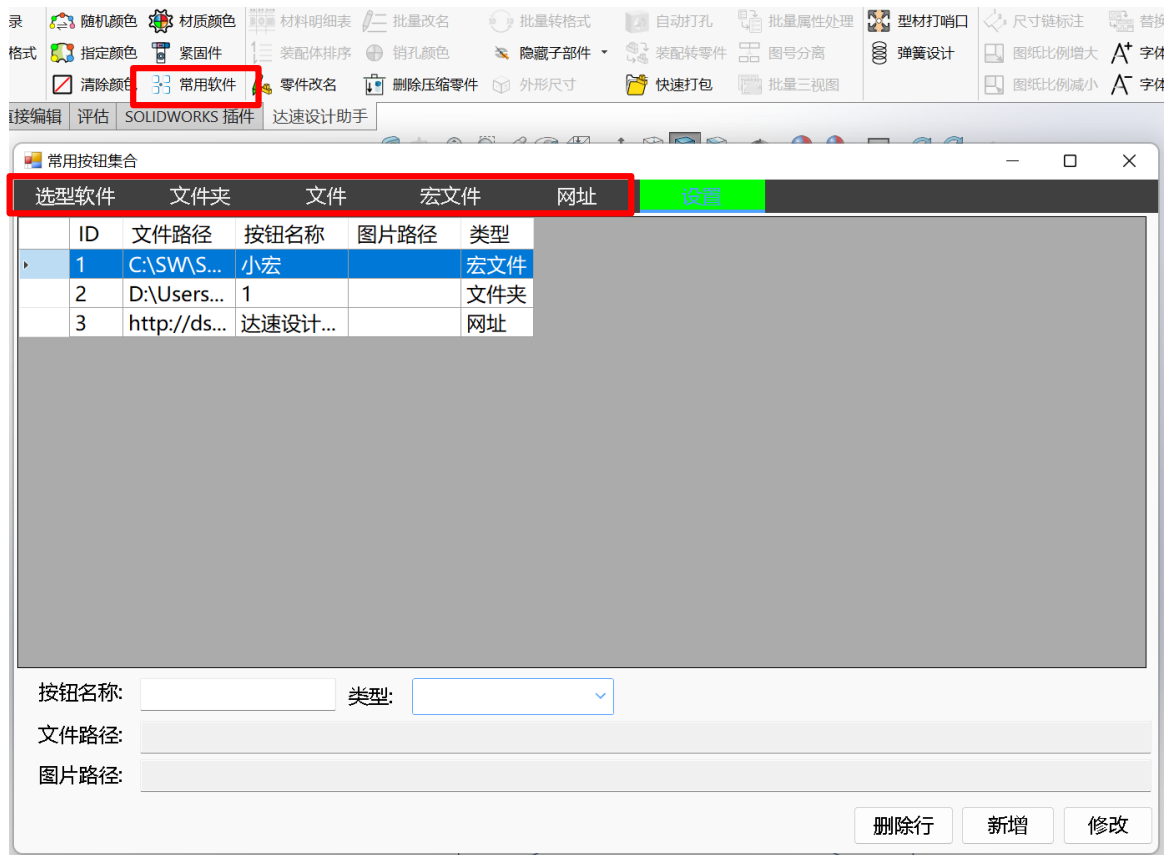 录 随机颜色 材质颜色 材料明细表 批量改名 批量转格式 自动打孔 批量属性处理 型材打哨口 尺寸链标注 替换
格式 指定颜色 紧固件 装配体排序 销孔颜色 隐藏子部件 装配转零件 图号分离 弹簧设计 图纸比例增大 A+ 字体
清除颜色 常用软件 零件改名 删除压缩零件 外形尺寸 快速打包 批量三视图 图纸比例减小 A- 字体
直接编辑 评估 SOLIDWORKS 插件 达速设计助手
常用按钮集合
选型软件 文件夹 文件 宏文件 网址 设置
ID 文件路径 按钮名称 图片路径 类型
1 C:\SW\S... 小宏 宏文件
2 D:\Users... 1 文件夹
3 http://ds... 达速设计... 网址
按钮名称: 类型:
文件路径:
图片路径:
删除行 新增 修改